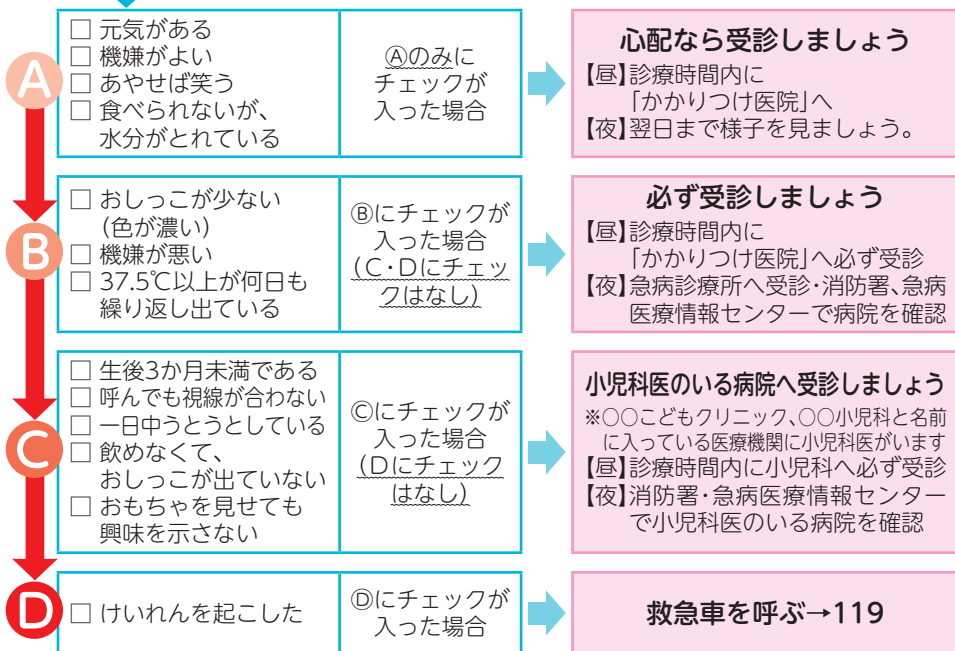 A
□ 元気がある
□ 機嫌がよい
□ あやせば笑う
□ 食べられないが、
水分がとれている
Ⓐのみに
チェックが
入った場合
心配なら受診しましょう
【昼】診療時間内に
「かかりつけ医院」へ
【夜】翌日まで様子を見ましょう。
B
□ おしっこが少ない
(色が濃い)
□ 機嫌が悪い
□ 37.5℃以上が何日も
繰り返し出ている
Ⓑにチェックが
入った場合
(C・Dにチェッ
クはなし)
必ず受診しましょう
【昼】診療時間内に
「かかりつけ医院」へ必ず受診
【夜】急病診療所へ受診・消防署、急病
医療情報センターで病院を確認
C
□ 生後3か月未満である
□ 呼んでも視線が合わない
□ 一日中うとうとしている
□ 飲めなくて、
おしっこが出ていない
□ おもちゃを見せても
興味を示さない
Ⓒにチェックが
入った場合
(Dにチェック
はなし)
小児科医のいる病院へ受診しましょう
※○○こどもクリニック、○○小児科と名前
に入っている医療機関に小児科医がいます
【昼】診療時間内に小児科へ必ず受診
【夜】消防署・急病医療情報センター
で小児科医のいる病院を確認
D
□ けいれんを起こした
Ⓓにチェックが
入った場合
救急車を呼ぶ→119